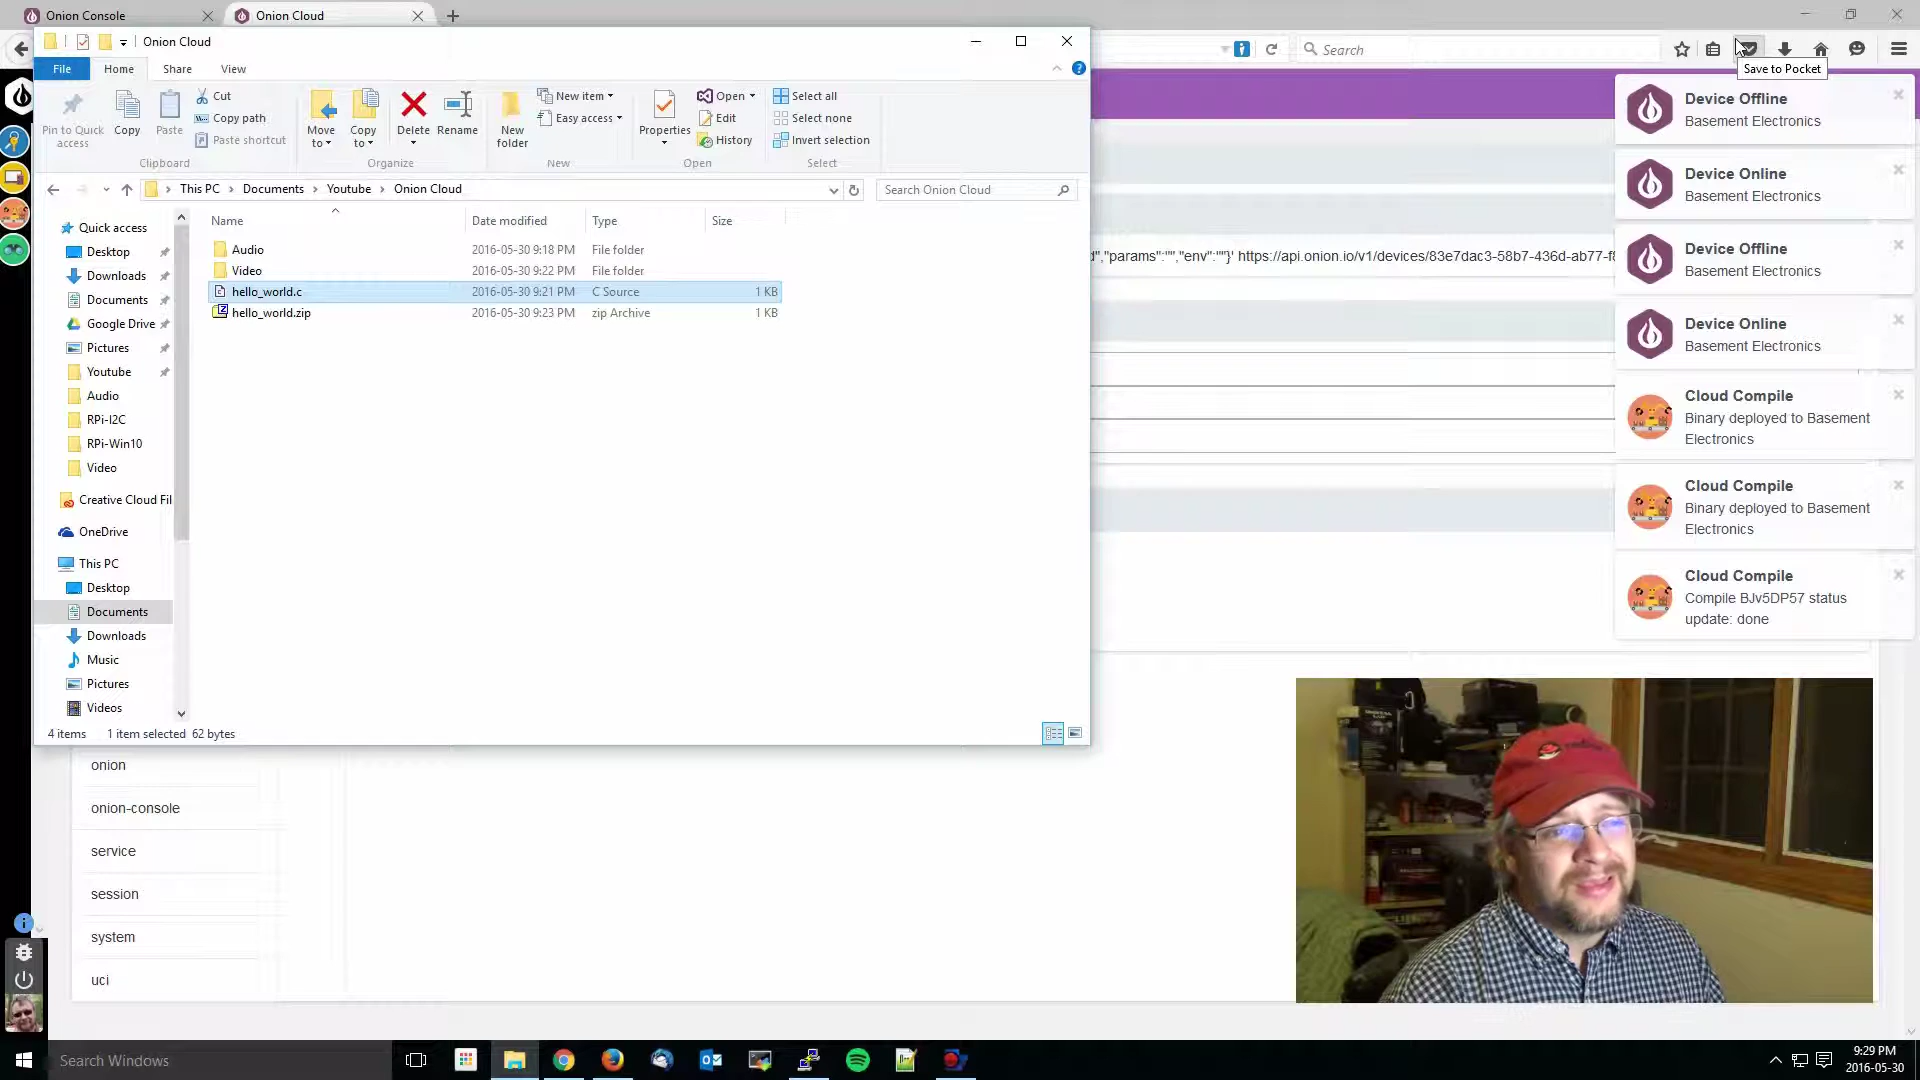 Onion Console
Onion Cloud
Onion Cloud
Search
Save to Pocket
File
Home
Share
View
Pin to Quick access
Copy
Paste
Cut
Copy path
Paste shortcut
Clipboard
Move to
Copy to
Delete
Rename
Organize
New folder
New item
Easy access
New
Properties
Open
Edit
History
Open
Select all
Select none
Invert selection
Select
This PC
Documents
Youtube
Onion Cloud
Search Onion Cloud
Name
Date modified
Type
Size
Audio 2016-05-30 9:18 PM File folder
Video 2016-05-30 9:22 PM File folder
hello_world.c 2016-05-30 9:21 PM C Source 1 KB
hello_world.zip 2016-05-30 9:23 PM zip Archive 1 KB
Quick access
Desktop
Downloads
Documents
Google Drive
Pictures
Youtube
Audio
RPi-I2C
RPi-Win10
Video
Creative Cloud Fil
OneDrive
This PC
Desktop
Documents
Downloads
Music
Pictures
Videos
4 items 1 item selected 62 bytes
","params":"","env":""}' https://api.onion.io/v1/devices/83e7dac3-58b7-436d-ab77-f8
Device Offline
Basement Electronics
Device Online
Basement Electronics
Device Offline
Basement Electronics
Device Online
Basement Electronics
Cloud Compile
Binary deployed to Basement
Electronics
Cloud Compile
Binary deployed to Basement
Electronics
Cloud Compile
Compile BJv5DP57 status
update: done
onion
onion-console
service
session
system
uci
Search Windows
9:29 PM
2016-05-30